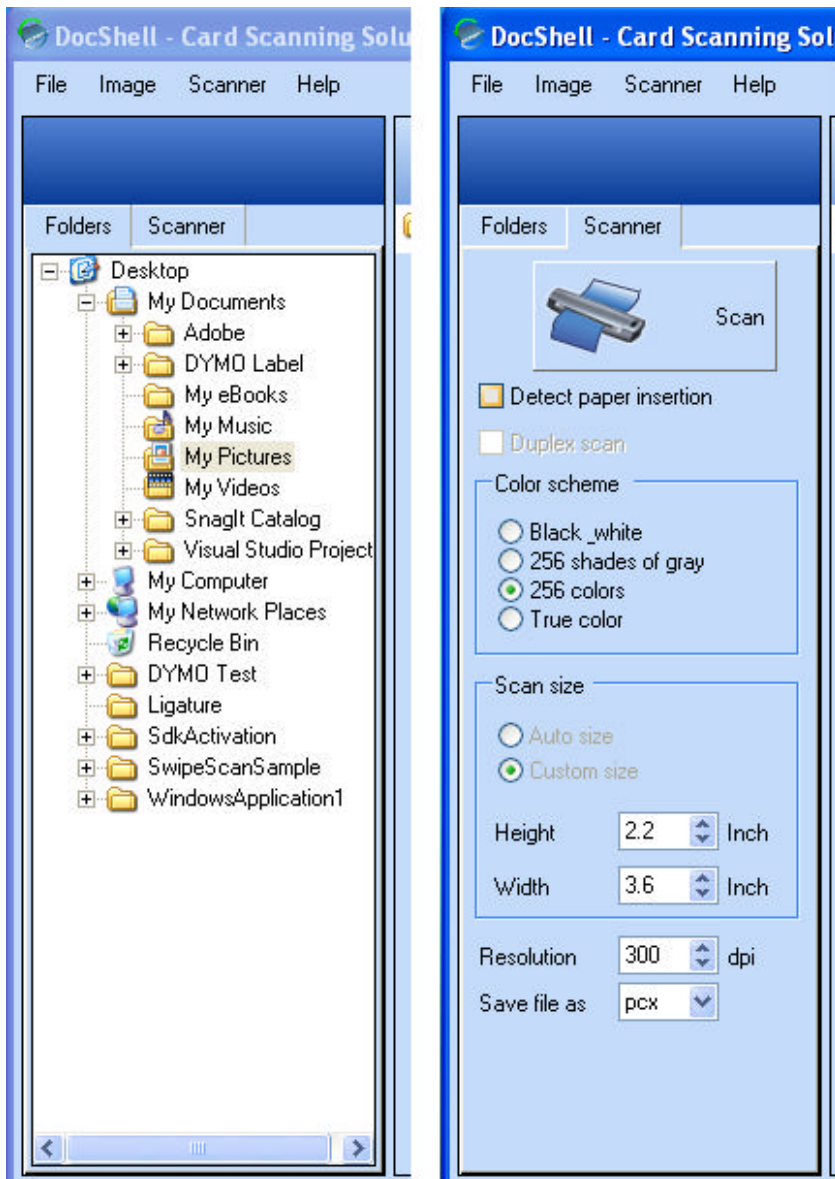 DocShell - Card Scanning Solu
File Image Scanner Help
Folders Scanner
Desktop
My Documents
Adobe
DYMO Label
My eBooks
My Music
My Pictures
My Videos
SnagIt Catalog
Visual Studio Project
My Computer
My Network Places
Recycle Bin
DYMO Test
Ligature
SdkActivation
SwipeScanSample
WindowsApplication1
DocShell - Card Scanning Sol
File Image Scanner Help
Folders Scanner
Scan
Detect paper insertion
Duplex scan
Color scheme
Black _white
256 shades of gray
256 colors
True color
Scan size
Auto size
Custom size
Height 2.2 Inch
Width 3.6 Inch
Resolution 300 dpi
Save file as pcx